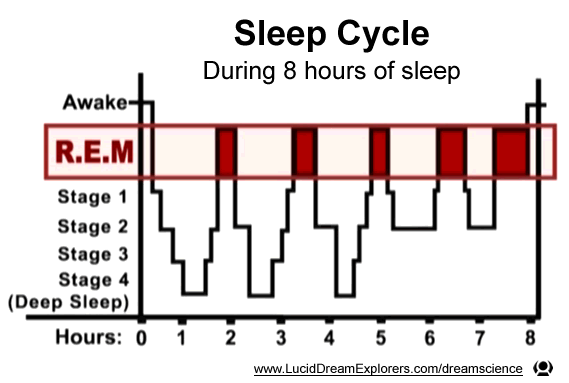 Sleep Cycle
During 8 hours of sleep
Awake
R.E.M
Stage 1
Stage 2
Stage 3
Stage 4
(Deep Sleep)
Hours: 0 1 2 3 4 5 6 7 8
www.LucidDreamExplorers.com/dreamscience